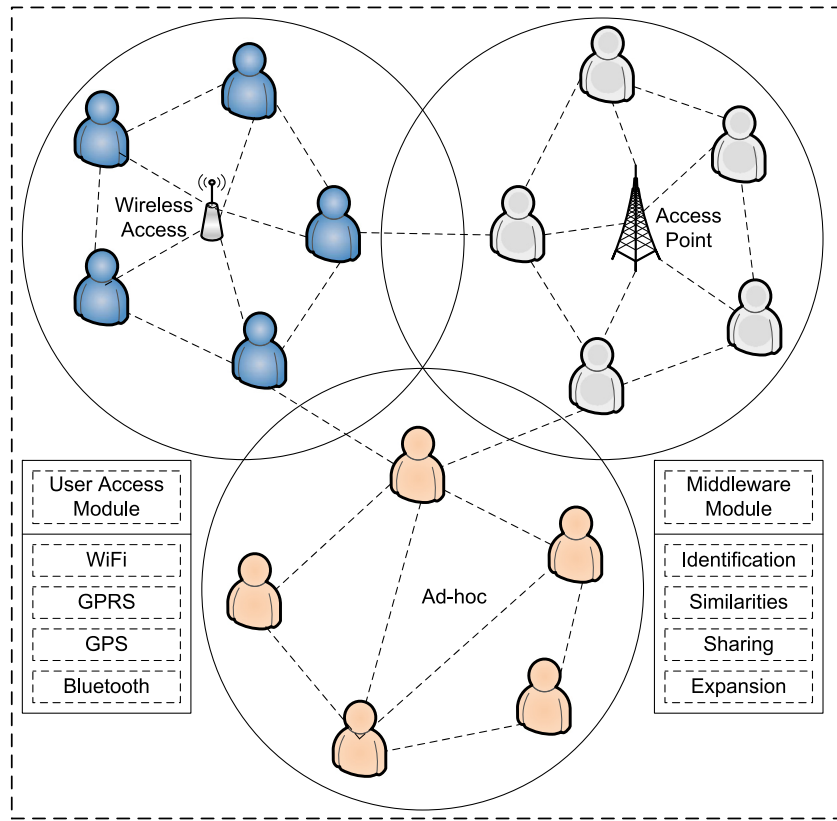 Wireless
Access
Access
Point
User Access
Module
WiFi
GPRS
GPS
Bluetooth
Ad-hoc
Middleware
Module
Identification
Similarities
Sharing
Expansion